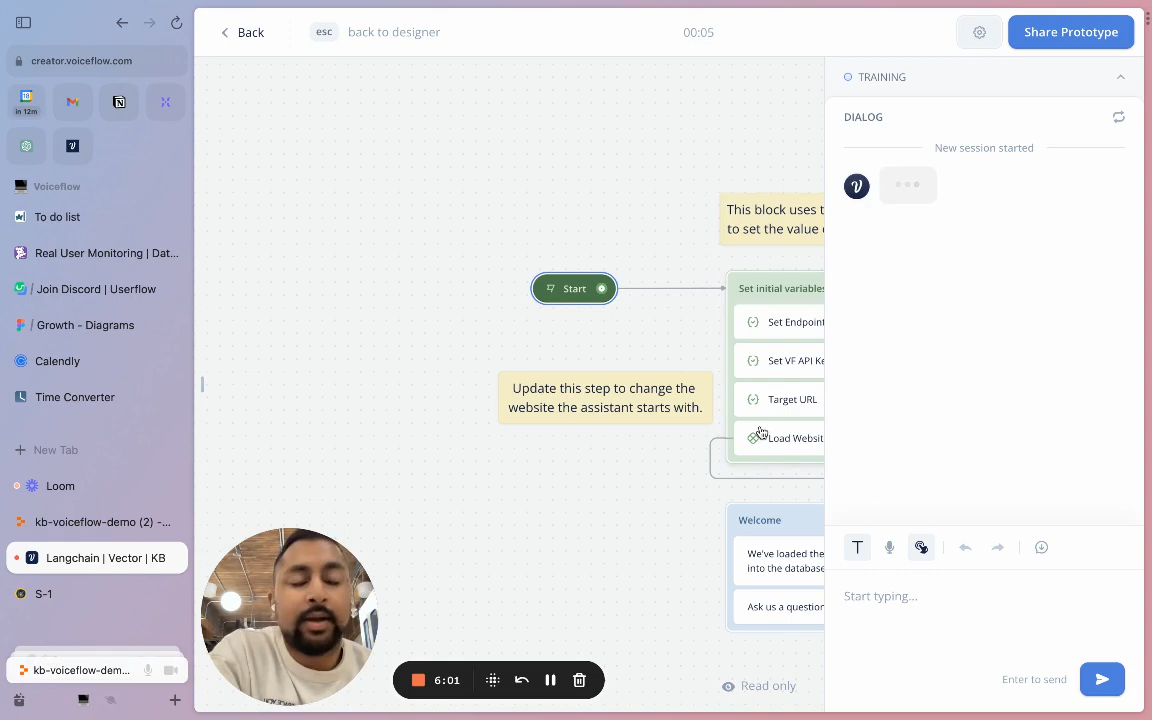 creator.voiceflow.com
18
in 12m
Voiceflow
To do list
Real User Monitoring | Dat...
/ Join Discord | Userflow
/ Growth - Diagrams
Calendly
Time Converter
New Tab
Loom
kb-voiceflow-demo (2) -...
Langchain | Vector | KB
S-1
kb-voiceflow-dem...
Back
esc
back to designer
00:05
Share Prototype
This block uses t
to set the value
Start
Set initial variables
Set Endpoint
Set VF API Ke
Target URL
Load Websit
Update this step to change the
website the assistant starts with.
Welcome
We've loaded the
into the database
Ask us a question
6:01
Read only
TRAINING
DIALOG
New session started
Start typing...
Enter to send